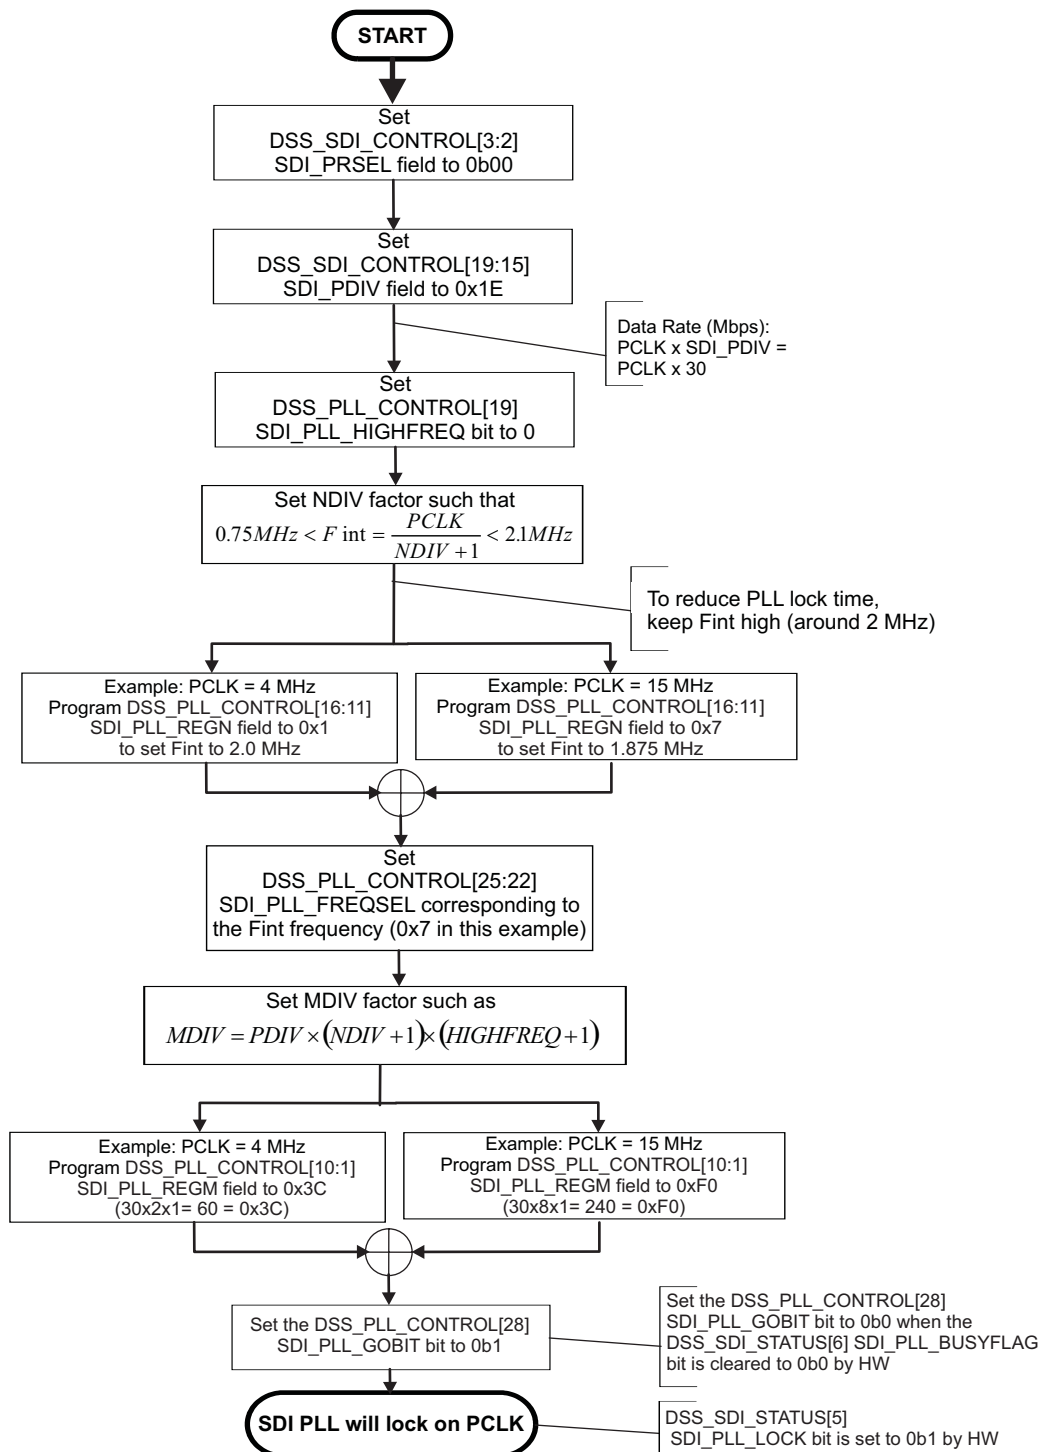 START
Set
DSS_SDI_CONTROL[3:2]
SDI_PRSEL field to 0b00
Set
DSS_SDI_CONTROL[19:15]
SDI_PDIV field to 0x1E
Data Rate (Mbps):
PCLK x SDI_PDIV =
PCLK x 30
Set
DSS_PLL_CONTROL[19]
SDI_PLL_HIGHFREQ bit to 0
Set NDIV factor such that
0.75MHz < F int = PCLK / NDIV + 1 < 2.1MHz
To reduce PLL lock time,
keep Fint high (around 2 MHz)
Example: PCLK = 4 MHz
Program DSS_PLL_CONTROL[16:11]
SDI_PLL_REGN field to 0x1
to set Fint to 2.0 MHz
Example: PCLK = 15 MHz
Program DSS_PLL_CONTROL[16:11]
SDI_PLL_REGN field to 0x7
to set Fint to 1.875 MHz
Set
DSS_PLL_CONTROL[25:22]
SDI_PLL_FREQSEL corresponding to
the Fint frequency (0x7 in this example)
Set MDIV factor such as
MDIV = PDIV × (NDIV + 1) × (HIGHFREQ + 1)
Example: PCLK = 4 MHz
Program DSS_PLL_CONTROL[10:1]
SDI_PLL_REGM field to 0x3C
(30x2x1= 60 = 0x3C)
Example: PCLK = 15 MHz
Program DSS_PLL_CONTROL[10:1]
SDI_PLL_REGM field to 0xF0
(30x8x1= 240 = 0xF0)
Set the DSS_PLL_CONTROL[28]
SDI_PLL_GOBIT bit to 0b1
Set the DSS_PLL_CONTROL[28]
SDI_PLL_GOBIT bit to 0b0 when the
DSS_SDI_STATUS[6] SDI_PLL_BUSYFLAG
bit is cleared to 0b0 by HW
SDI PLL will lock on PCLK
DSS_SDI_STATUS[5]
SDI_PLL_LOCK bit is set to 0b1 by HW